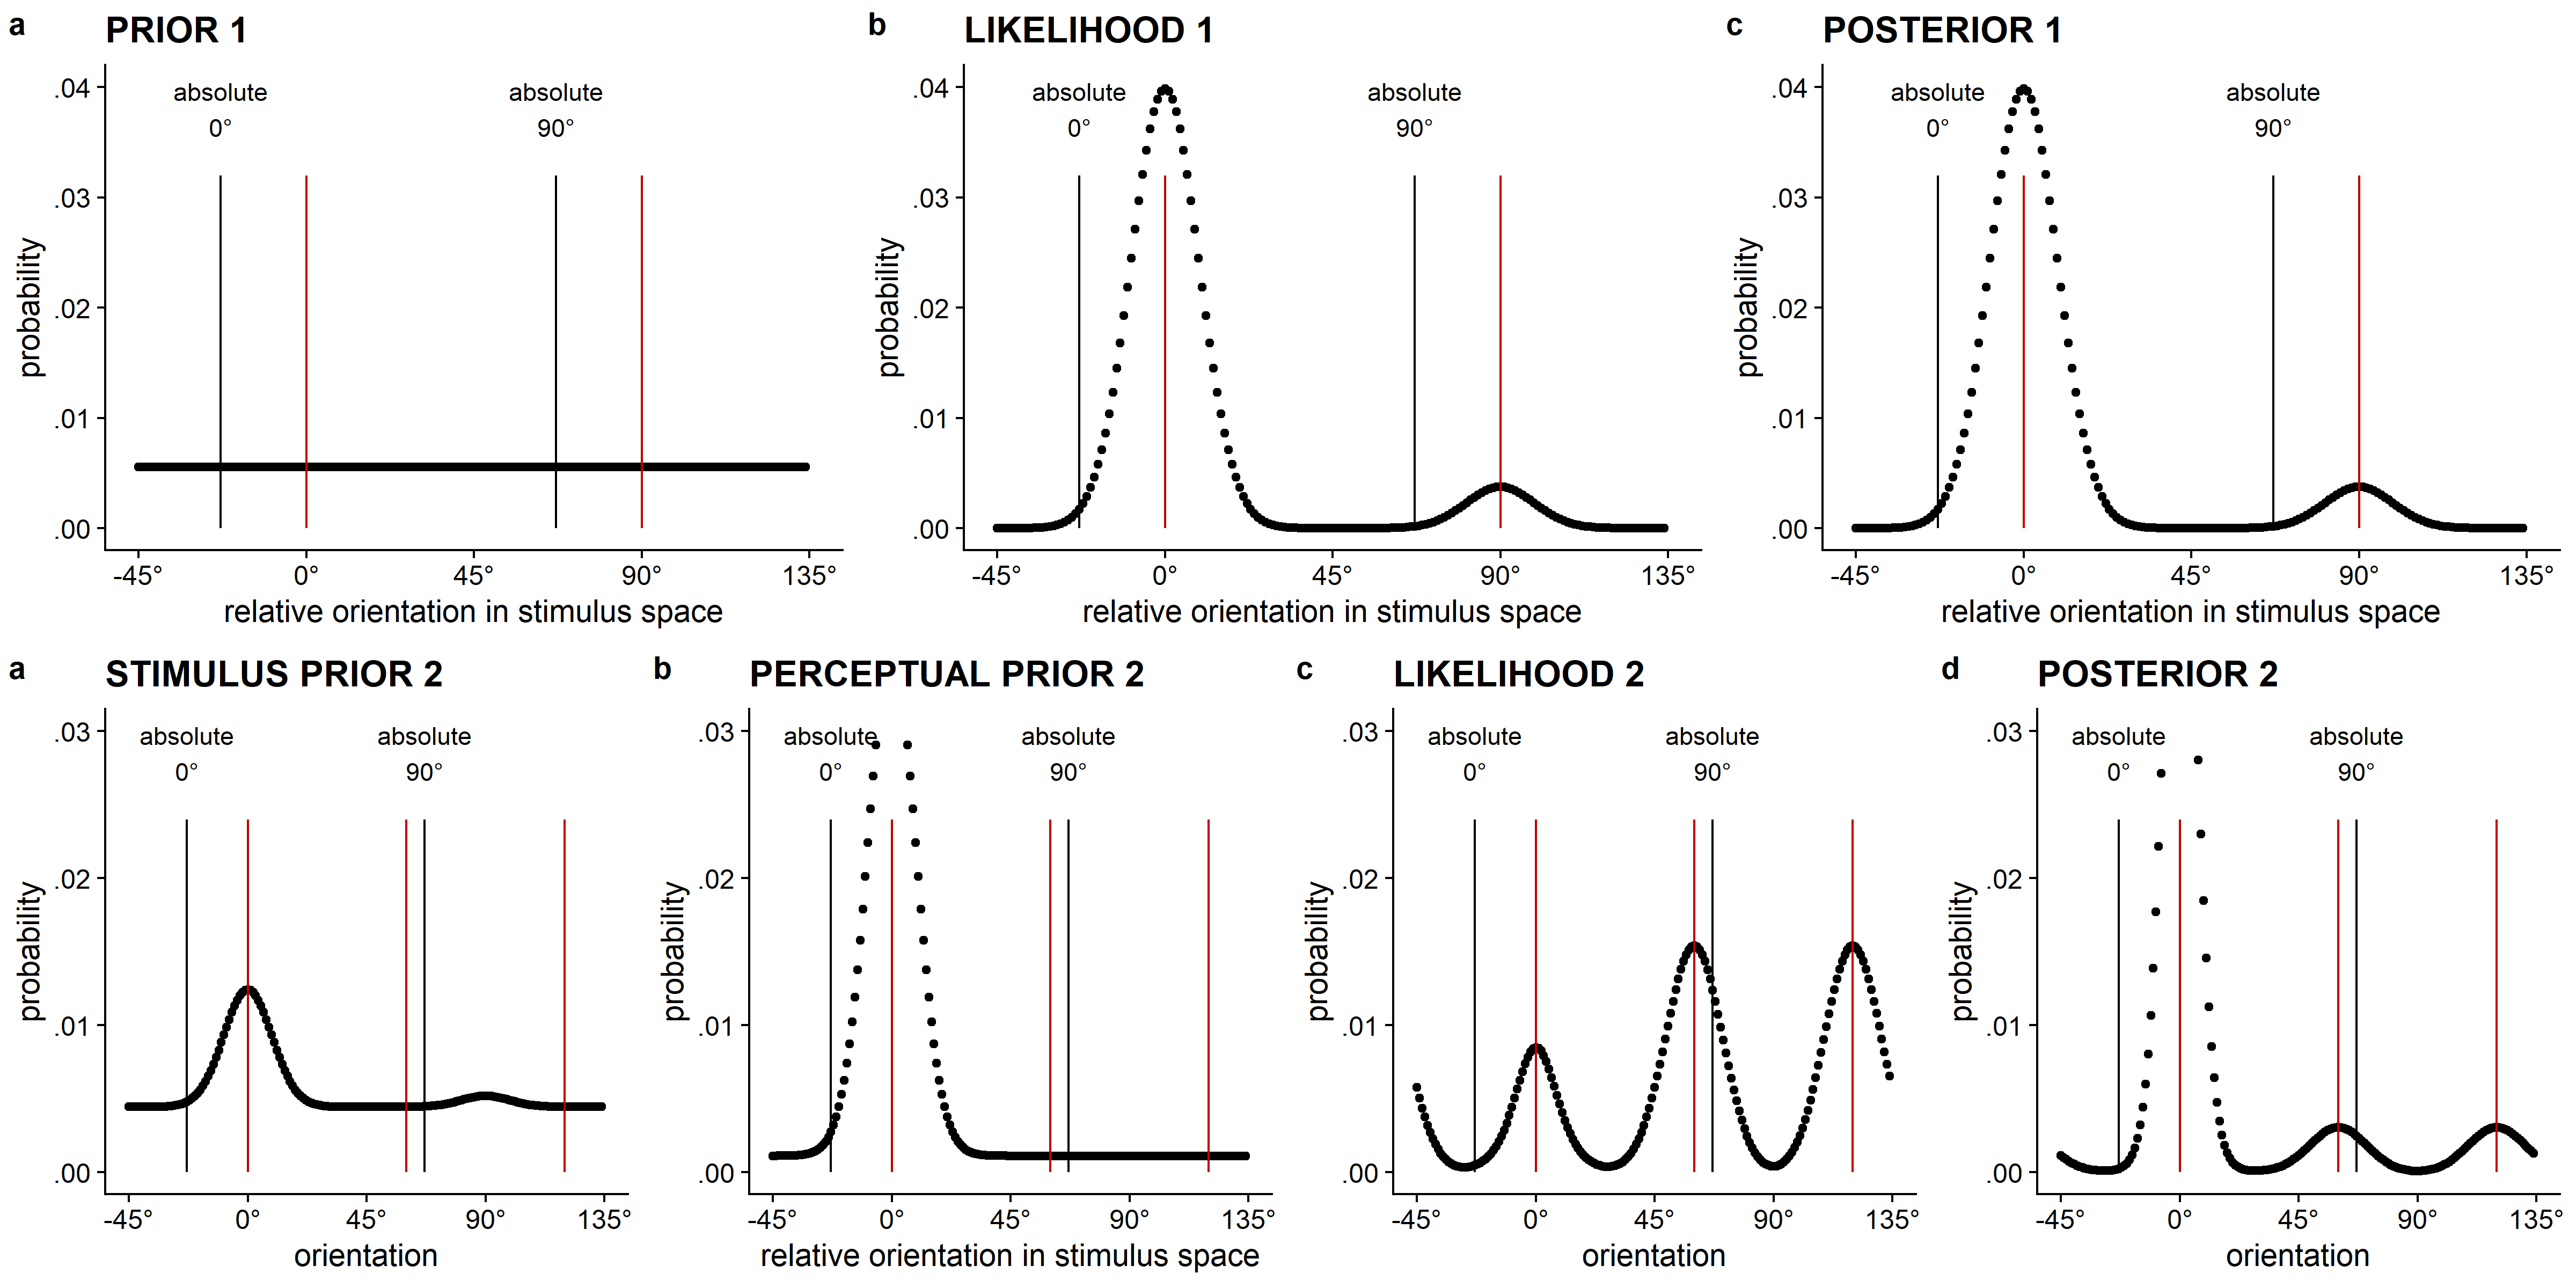 a PRIOR 1
.04
.03
.02
.01
.00
absolute
0°
absolute
90°
probability
-45° 0° 45° 90° 135°
relative orientation in stimulus space
b LIKELIHOOD 1
.04
.03
.02
.01
.00
absolute
0°
absolute
90°
probability
-45° 0° 45° 90° 135°
relative orientation in stimulus space
c POSTERIOR 1
.04
.03
.02
.01
.00
absolute
0°
absolute
90°
probability
-45° 0° 45° 90° 135°
relative orientation in stimulus space
a STIMULUS PRIOR 2
.03
.02
.01
.00
absolute
0°
absolute
90°
probability
-45° 0° 45° 90° 135°
orientation
b PERCEPTUAL PRIOR 2
.03
.02
.01
.00
absolute
0°
absolute
90°
probability
-45° 0° 45° 90° 135°
relative orientation in stimulus space
c LIKELIHOOD 2
.03
.02
.01
.00
absolute
0°
absolute
90°
probability
-45° 0° 45° 90° 135°
orientation
d POSTERIOR 2
.03
.02
.01
.00
absolute
0°
absolute
90°
probability
-45° 0° 45° 90° 135°
orientation